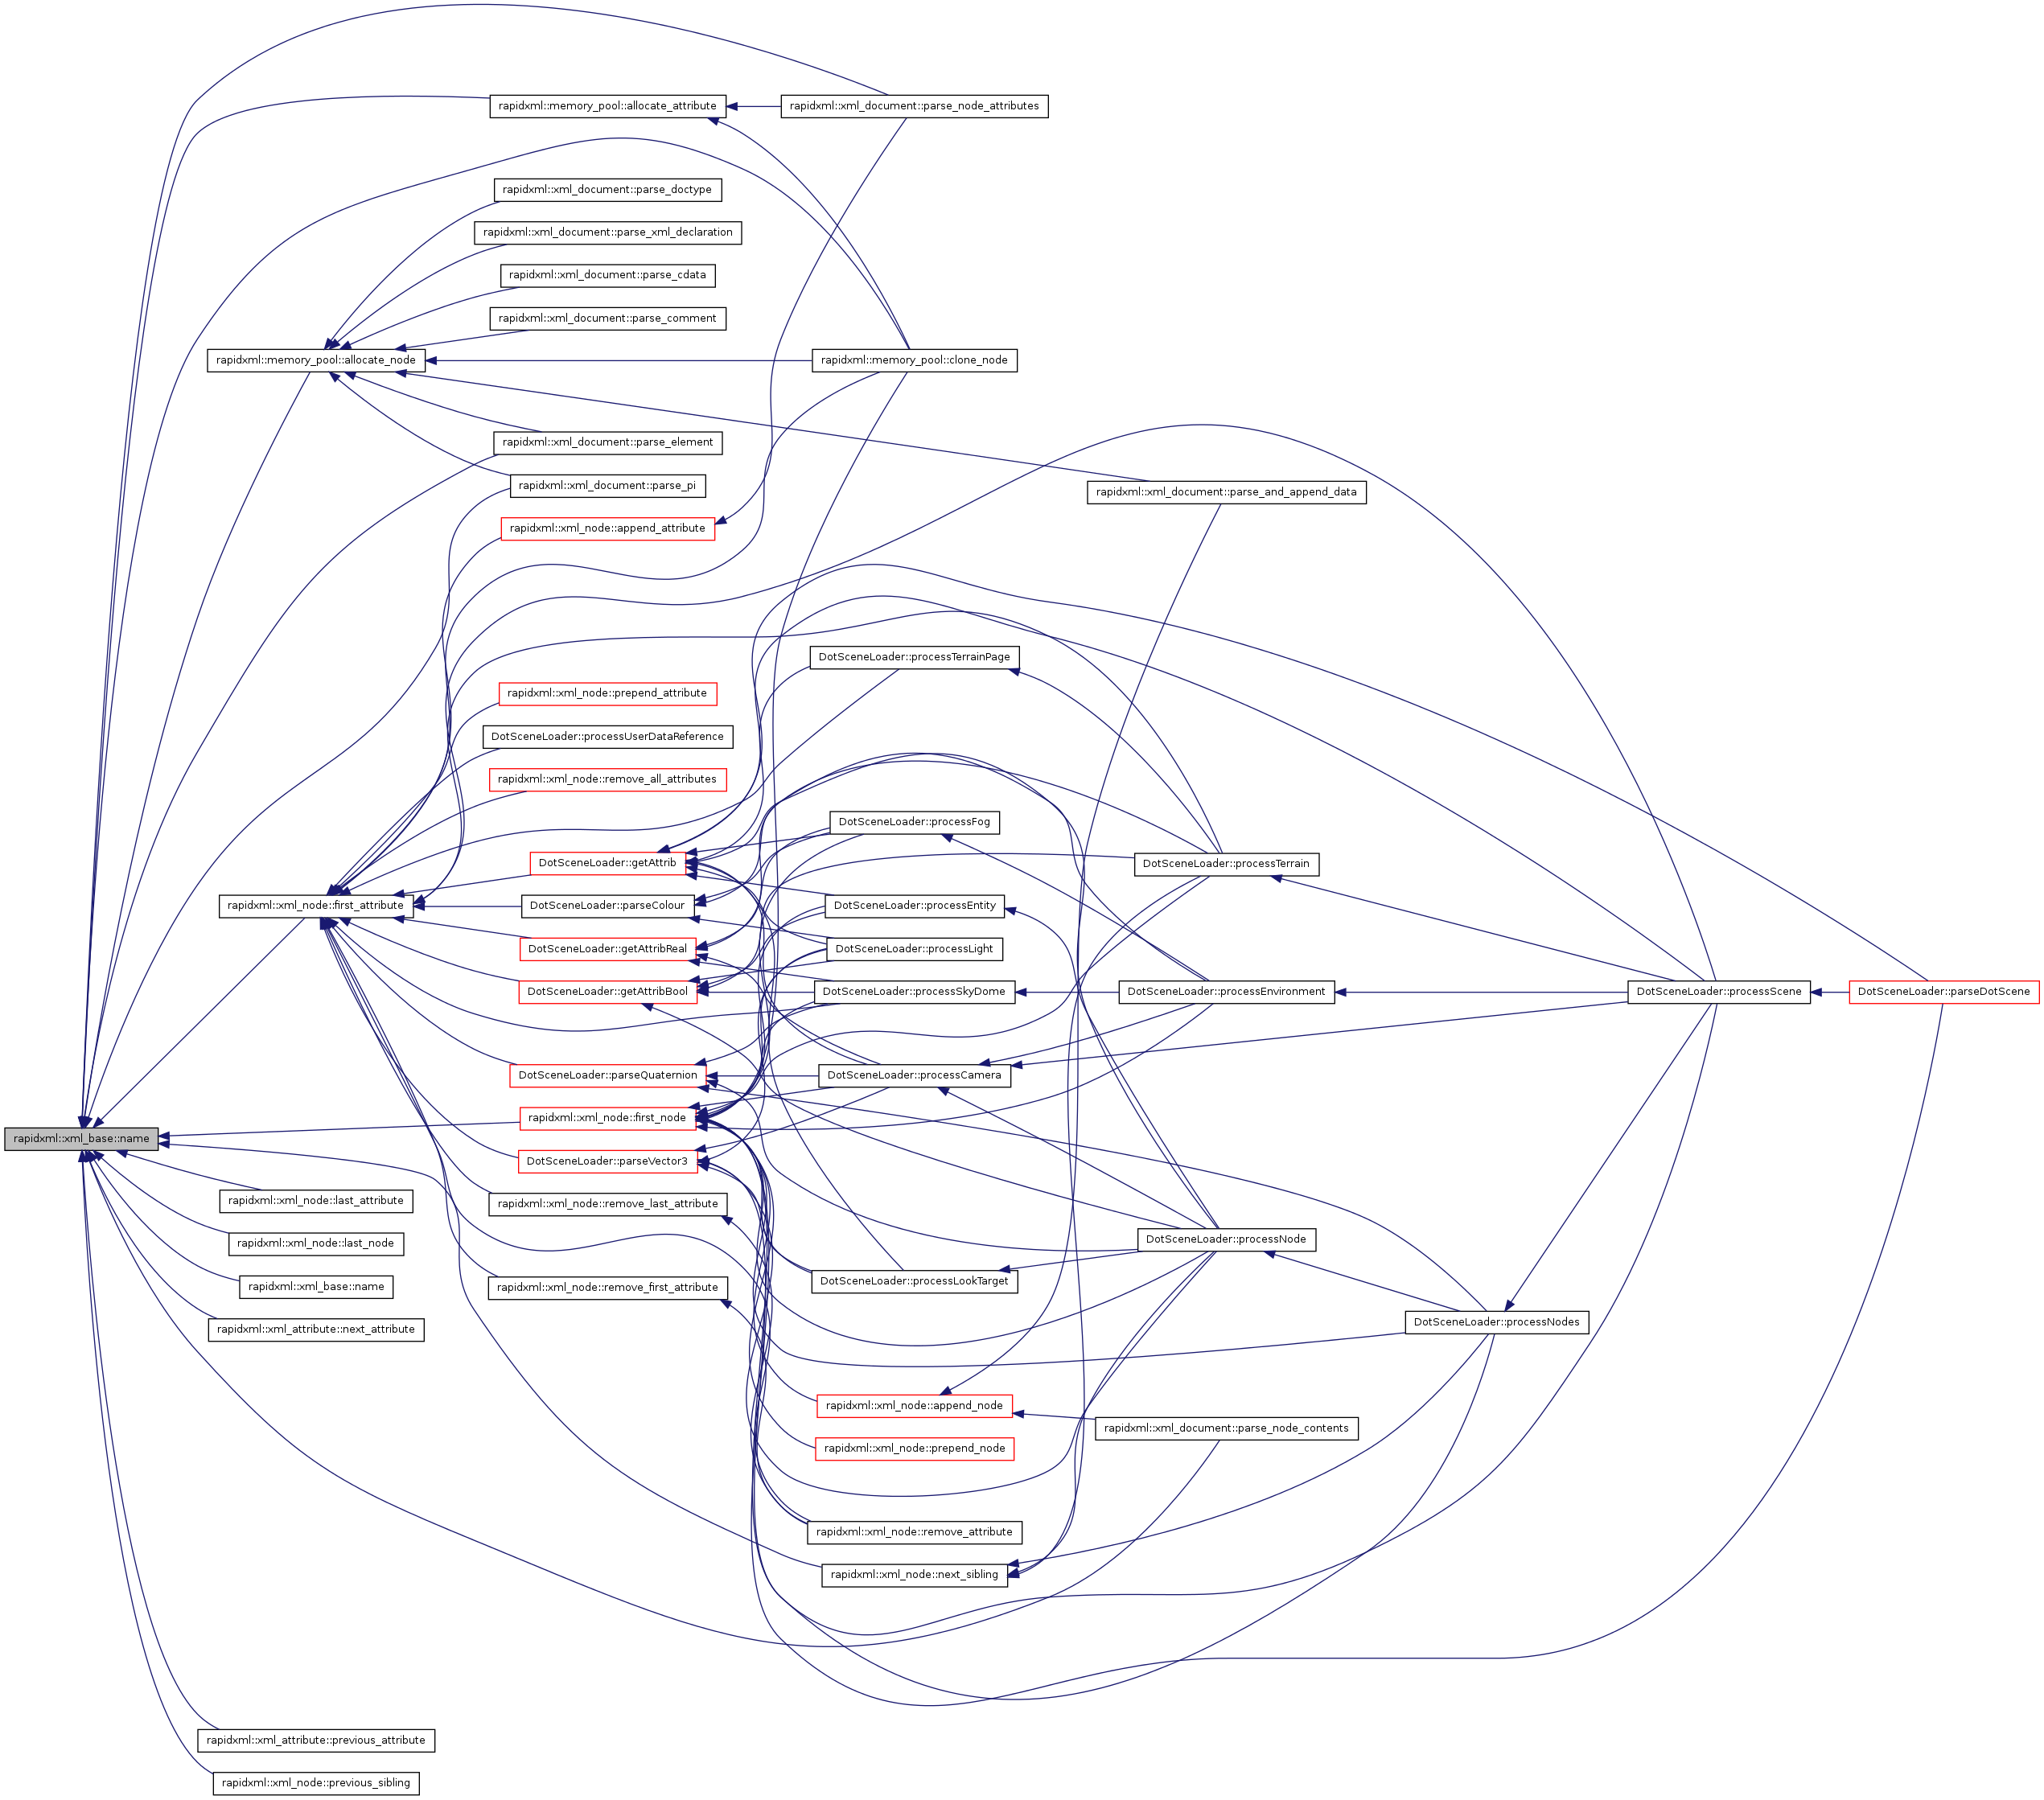 rapidxml::xml_document::parse_node_attributes
rapidxml::memory_pool::allocate_attribute
rapidxml::xml_document::parse_doctype
rapidxml::xml_document::parse_xml_declaration
rapidxml::xml_document::parse_cdata
rapidxml::xml_document::parse_comment
rapidxml::memory_pool::allocate_node
rapidxml::memory_pool::clone_node
rapidxml::xml_document::parse_element
rapidxml::xml_document::parse_pi
rapidxml::xml_document::parse_and_append_data
rapidxml::xml_node::append_attribute
DotSceneLoader::processTerrainPage
rapidxml::xml_node::prepend_attribute
DotSceneLoader::processUserDataReference
rapidxml::xml_node::remove_all_attributes
DotSceneLoader::processFog
DotSceneLoader::getAttrib
DotSceneLoader::processTerrain
rapidxml::xml_node::first_attribute
DotSceneLoader::parseColour
DotSceneLoader::processEntity
DotSceneLoader::getAttribReal
DotSceneLoader::processLight
DotSceneLoader::getAttribBool
DotSceneLoader::processSkyDome
DotSceneLoader::processEnvironment
DotSceneLoader::processScene
DotSceneLoader::parseDotScene
DotSceneLoader::parseQuaternion
DotSceneLoader::processCamera
rapidxml::xml_node::first_node
rapidxml::xml_base::name
DotSceneLoader::parseVector3
rapidxml::xml_node::last_attribute
rapidxml::xml_node::remove_last_attribute
rapidxml::xml_node::last_node
DotSceneLoader::processNode
rapidxml::xml_base::name
rapidxml::xml_node::remove_first_attribute
DotSceneLoader::processLookTarget
rapidxml::xml_attribute::next_attribute
DotSceneLoader::processNodes
rapidxml::xml_node::append_node
rapidxml::xml_document::parse_node_contents
rapidxml::xml_node::prepend_node
rapidxml::xml_node::remove_attribute
rapidxml::xml_node::next_sibling
rapidxml::xml_attribute::previous_attribute
rapidxml::xml_node::previous_sibling